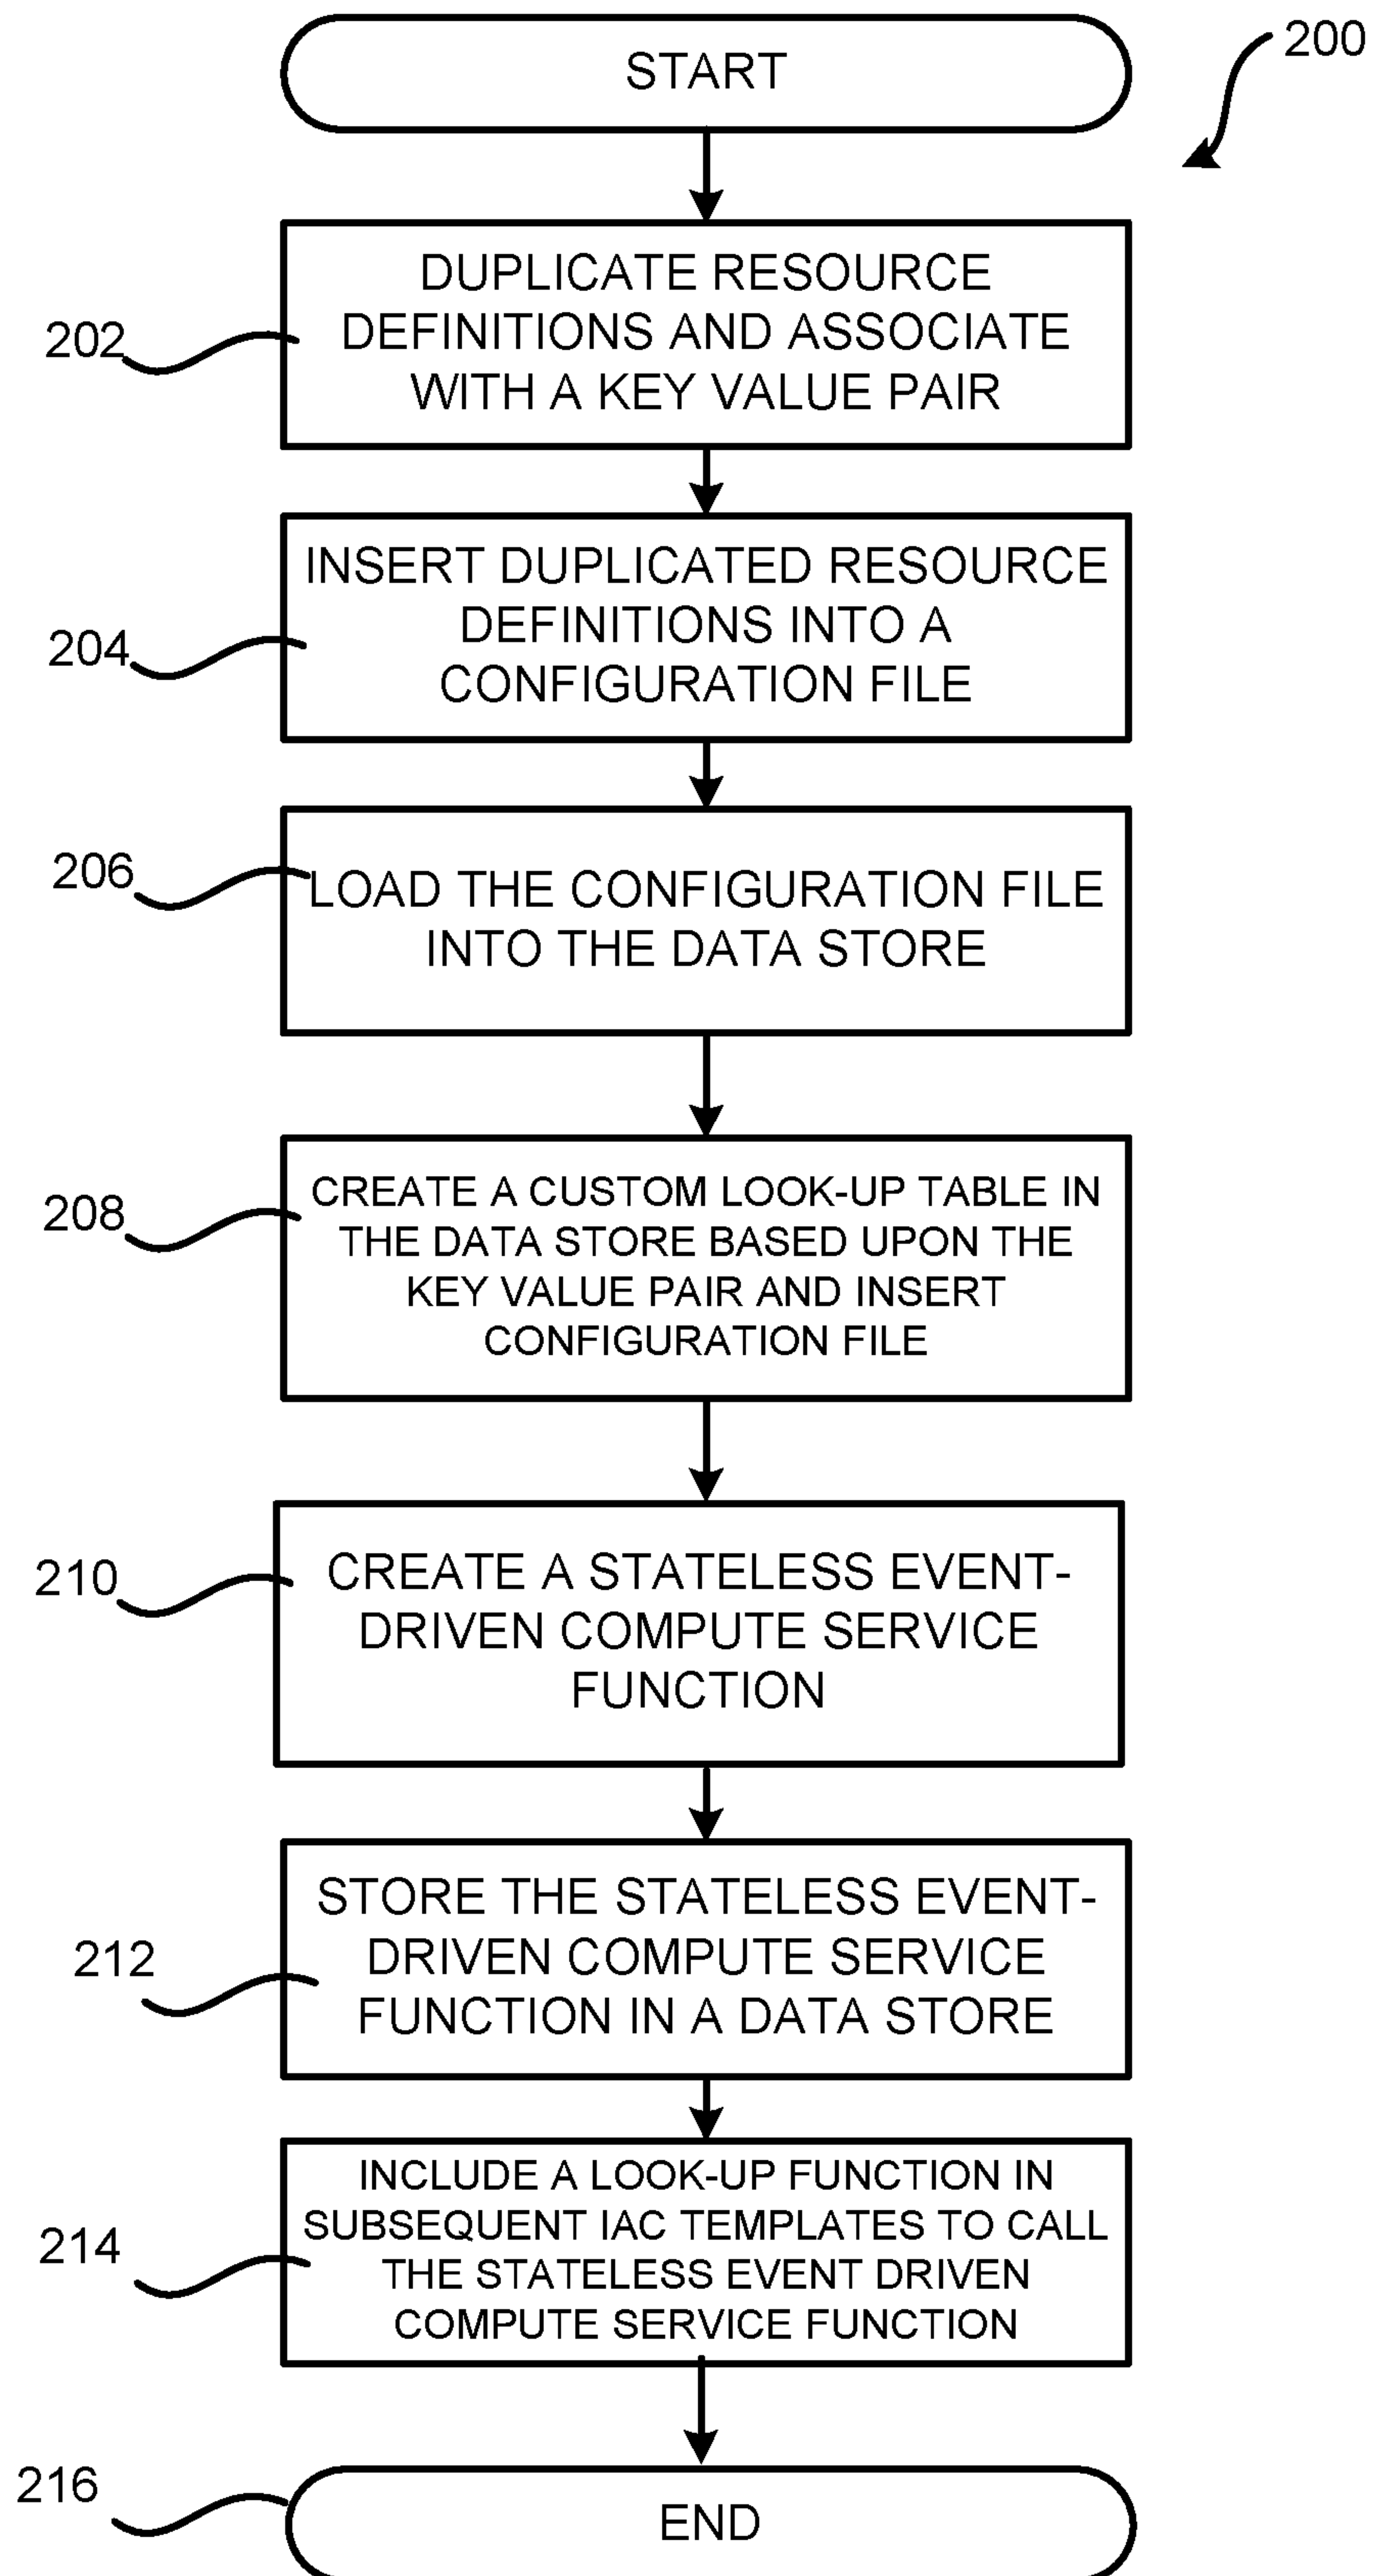 START
200
DUPLICATE RESOURCE
DEFINITIONS AND ASSOCIATE
WITH A KEY VALUE PAIR
202
INSERT DUPLICATED RESOURCE
DEFINITIONS INTO A
CONFIGURATION FILE
204
LOAD THE CONFIGURATION FILE
INTO THE DATA STORE
206
CREATE A CUSTOM LOOK-UP TABLE IN
THE DATA STORE BASED UPON THE
KEY VALUE PAIR AND INSERT
CONFIGURATION FILE
208
CREATE A STATELESS EVENT-
DRIVEN COMPUTE SERVICE
FUNCTION
210
STORE THE STATELESS EVENT-
DRIVEN COMPUTE SERVICE
FUNCTION IN A DATA STORE
212
INCLUDE A LOOK-UP FUNCTION IN
SUBSEQUENT IAC TEMPLATES TO CALL
THE STATELESS EVENT DRIVEN
COMPUTE SERVICE FUNCTION
214
END
216